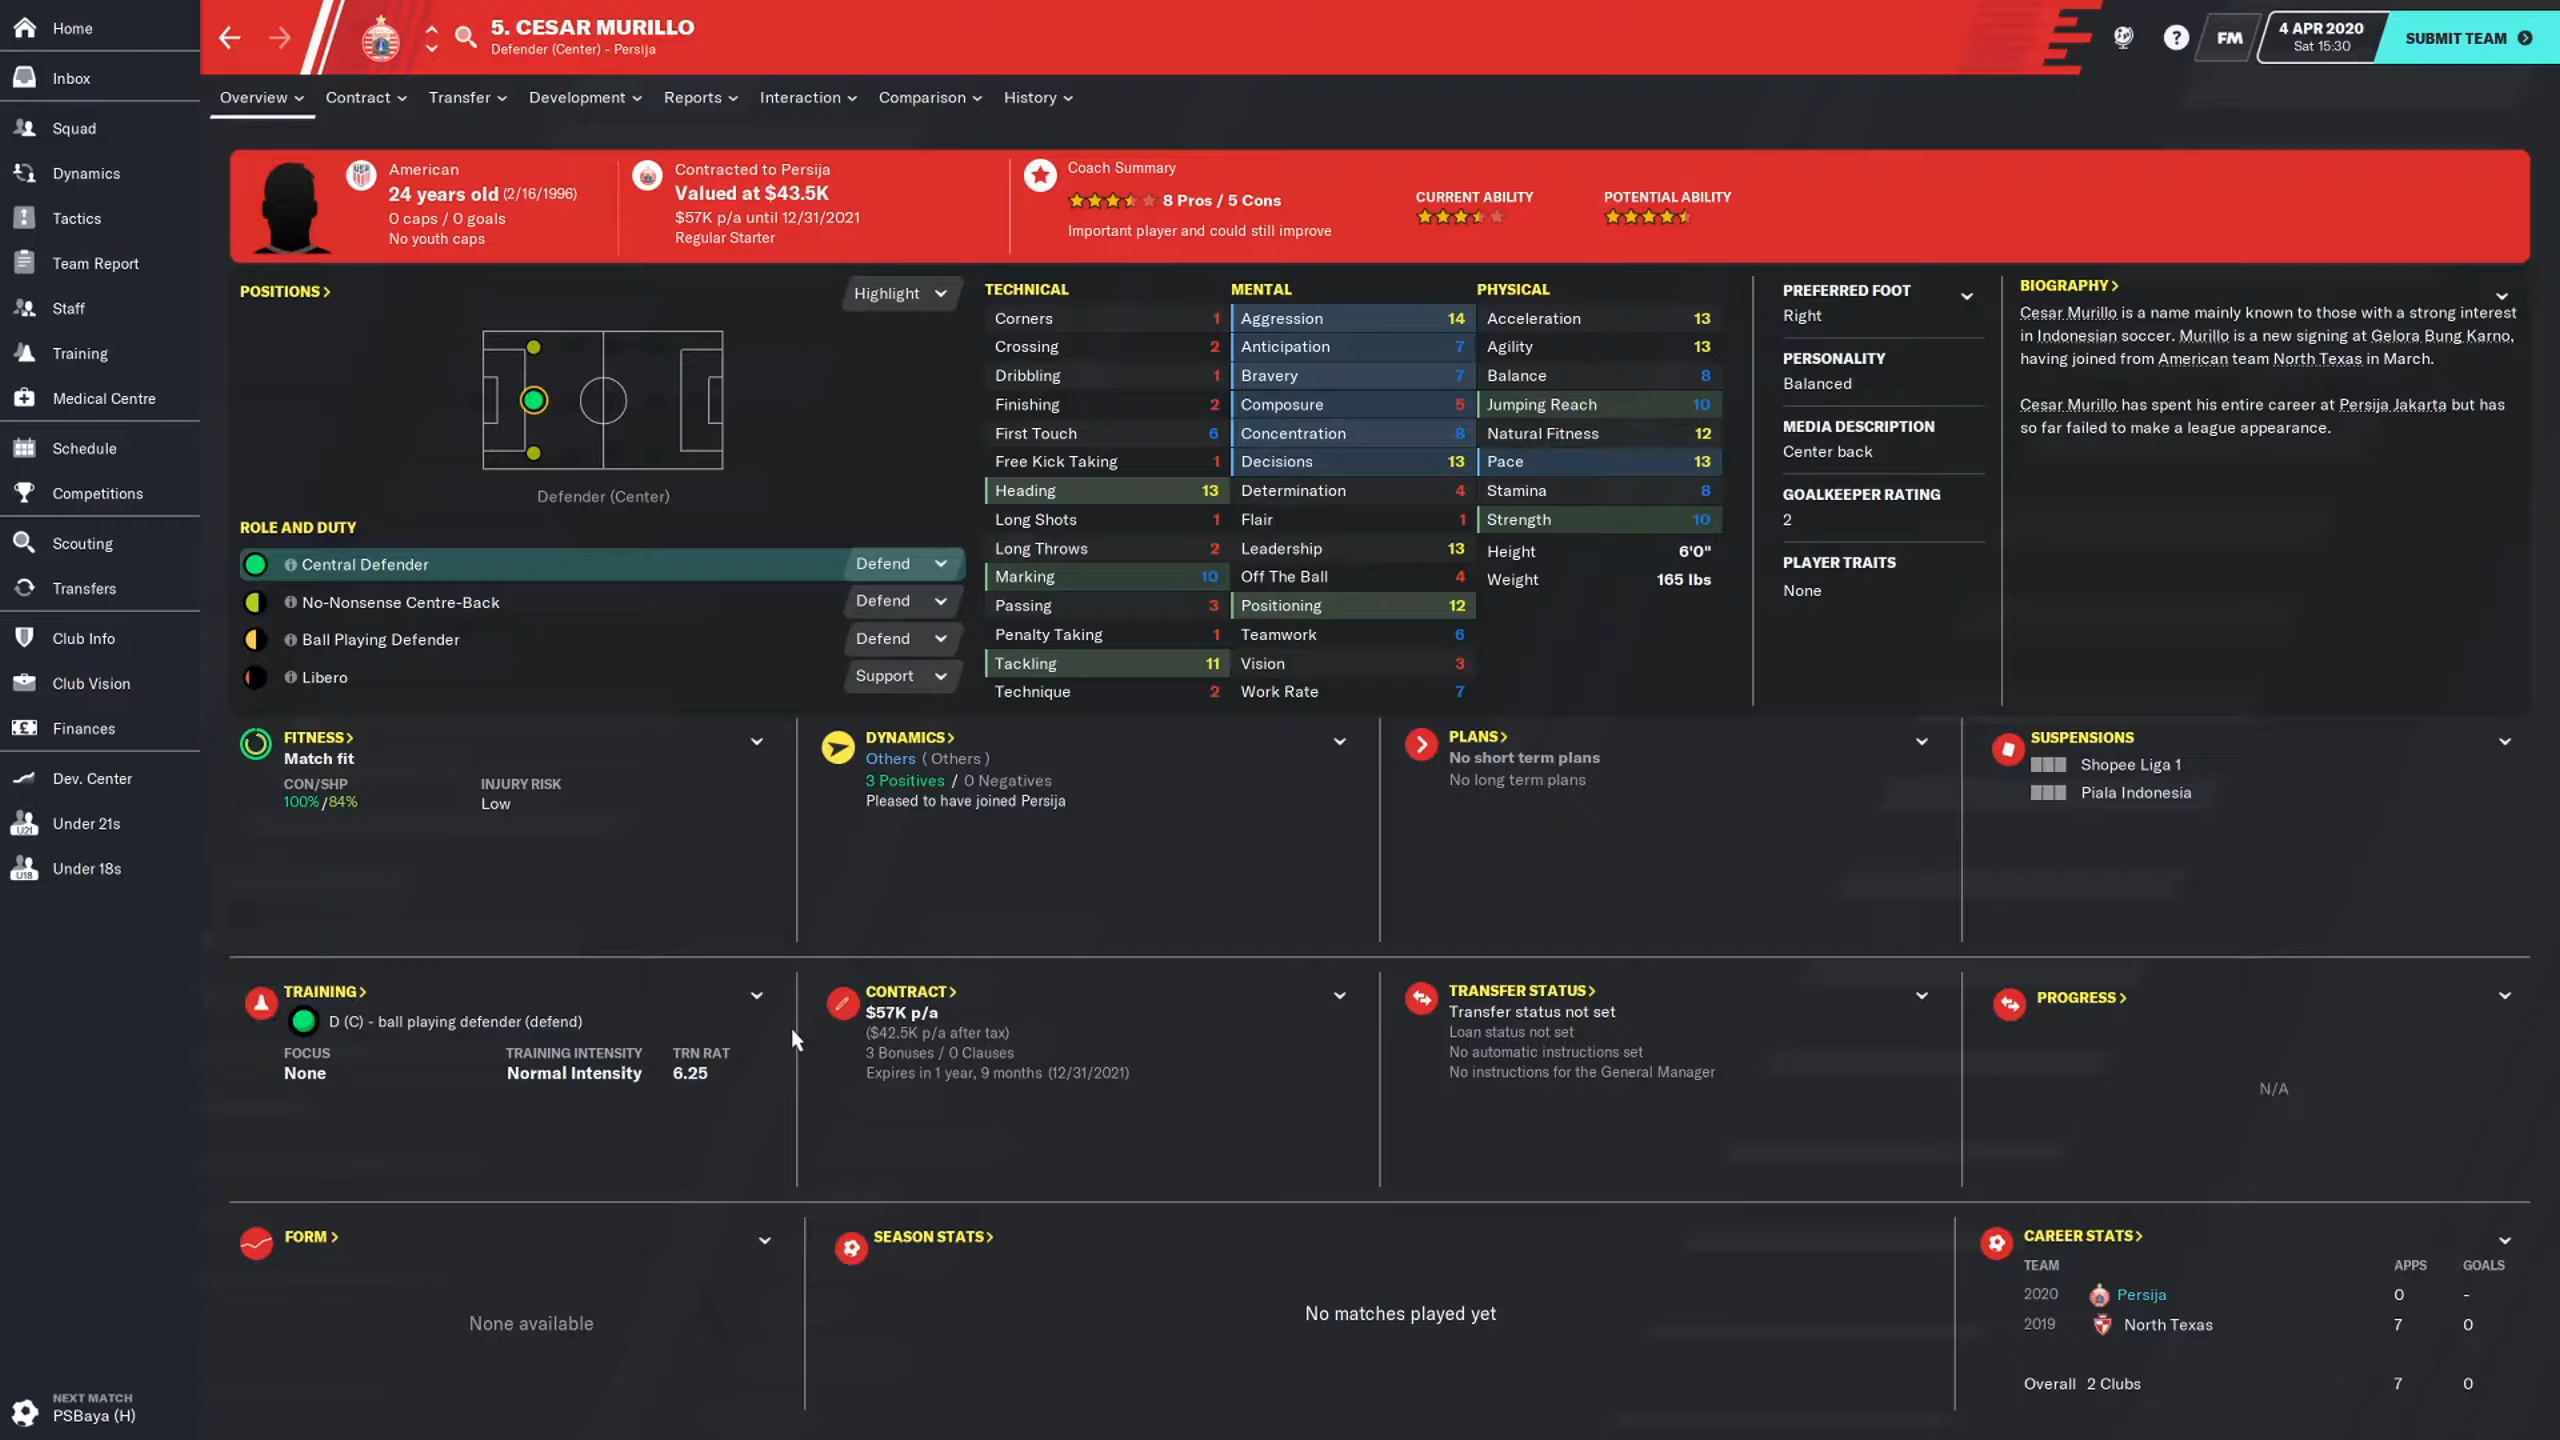 Home
Inbox
Squad
Dynamics
Tactics
Team Report
Staff
Training
Medical Centre
Schedule
Competitions
Scouting
Transfers
Club Info
Club Vision
Finances
Dev. Center
U21
Under 21s
U18
Under 18s
NEXT MATCH
PSBaya (H)
5. CESAR MURILLO
Defender (Center) - Persija
FM
4 APR 2020
Sat 15:30
SUBMIT TEAM
Overview
Contract
Transfer
Development
Reports
Interaction
Comparison
History
American
24 years old (2/16/1996)
0 caps / 0 goals
No youth caps
Contracted to Persija
Valued at $43.5K
$57K p/a until 12/31/2021
Regular Starter
Coach Summary
8 Pros / 5 Cons
Important player and could still improve
CURRENT ABILITY
POTENTIAL ABILITY
POSITIONS>
Highlight
Defender (Center)
ROLE AND DUTY
Central Defender Defend
No-Nonsense Centre-Back Defend
Ball Playing Defender Defend
Libero Support
TECHNICAL
Corners 1
Crossing 2
Dribbling 1
Finishing 2
First Touch 6
Free Kick Taking 1
Heading 13
Long Shots 1
Long Throws 2
Marking 10
Passing 3
Penalty Taking 1
Tackling 11
Technique 2
MENTAL
Aggression 14
Anticipation 7
Bravery 7
Composure 5
Concentration 8
Decisions 13
Determination 4
Flair 1
Leadership 13
Off The Ball 4
Positioning 12
Teamwork 6
Vision 3
Work Rate 7
PHYSICAL
Acceleration 13
Agility 13
Balance 8
Jumping Reach 10
Natural Fitness 12
Pace 13
Stamina 8
Strength 10
Height 6'0"
Weight 165 lbs
PREFERRED FOOT
Right
PERSONALITY
Balanced
MEDIA DESCRIPTION
Center back
GOALKEEPER RATING
2
PLAYER TRAITS
None
BIOGRAPHY>
Cesar Murillo is a name mainly known to those with a strong interest
in Indonesian soccer. Murillo is a new signing at Gelora Bung Karno,
having joined from American team North Texas in March.
Cesar Murillo has spent his entire career at Persija Jakarta but has
so far failed to make a league appearance.
FITNESS>
Match fit
CON/SHP
100%/84%
INJURY RISK
Low
DYNAMICS>
Others ( Others )
3 Positives / 0 Negatives
Pleased to have joined Persija
PLANS>
No short term plans
No long term plans
SUSPENSIONS
Shopee Liga 1
Piala Indonesia
TRAINING>
D (C) - ball playing defender (defend)
FOCUS
None
TRAINING INTENSITY
Normal Intensity
TRN RAT
6.25
CONTRACT>
$57K p/a
($42.5K p/a after tax)
3 Bonuses / 0 Clauses
Expires in 1 year, 9 months (12/31/2021)
TRANSFER STATUS>
Transfer status not set
Loan status not set
No automatic instructions set
No instructions for the General Manager
PROGRESS>
N/A
FORM>
None available
SEASON STATS>
No matches played yet
CAREER STATS>
TEAM APPS GOALS
2020 Persija 0 -
2019 North Texas 7 0
Overall 2 Clubs 7 0